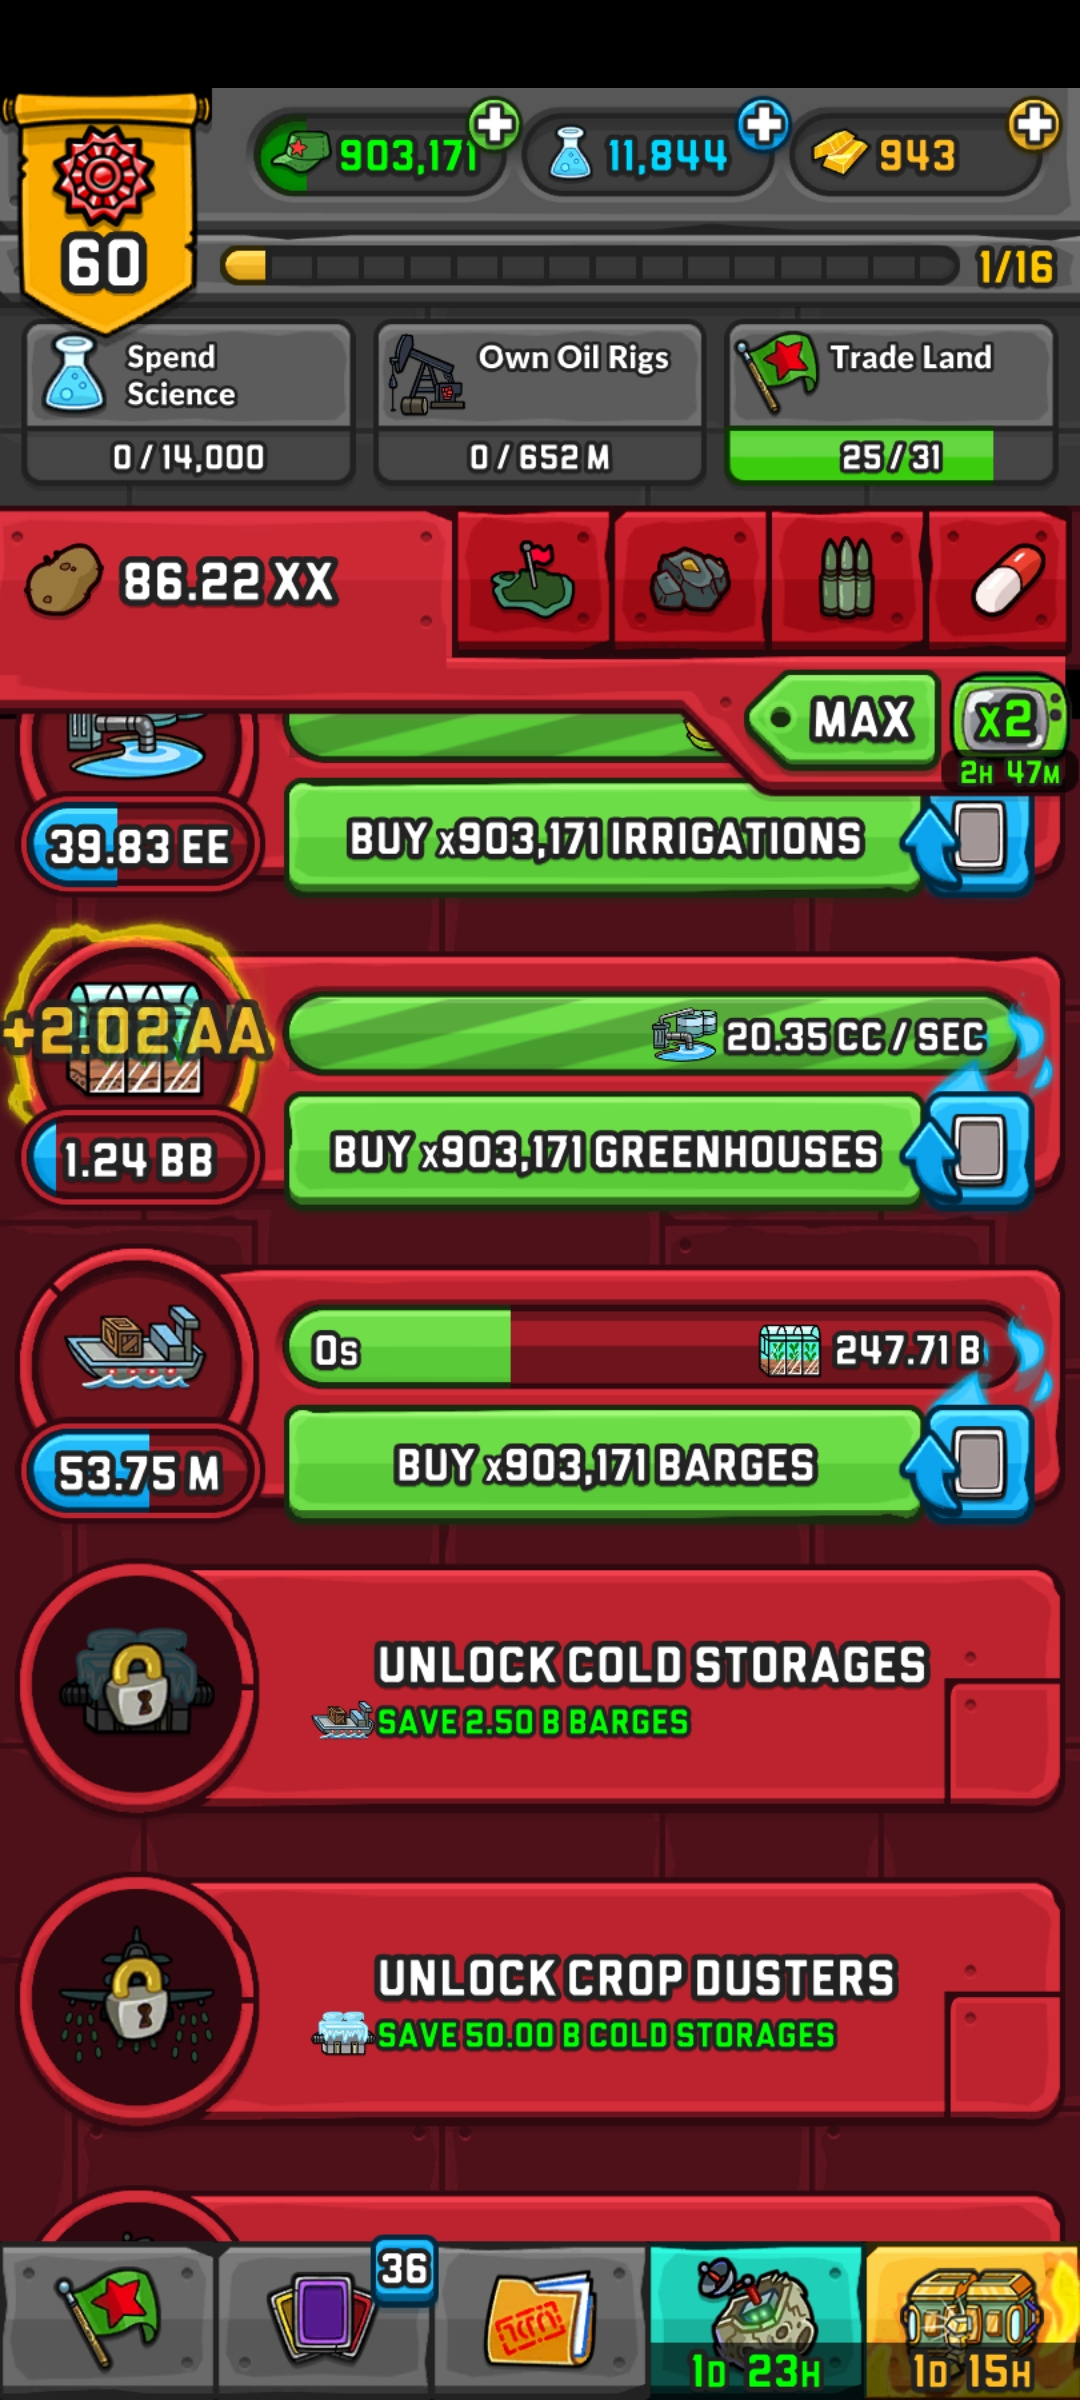 903,171
11,844
943
60
1/16
Spend
Science
0/14,000
Own Oil Rigs
0/652 M
Trade Land
25/31
86.22 XX
MAX
x2
2H 47M
39.83 EE
BUY x903,171 IRRIGATIONS
+2.02 AA
20.35 CC / SEC
1.24 BB
BUY x903,171 GREENHOUSES
0s
247.71 B
53.75 M
BUY x903,171 BARGES
UNLOCK COLD STORAGES
SAVE 2.50 B BARGES
UNLOCK CROP DUSTERS
SAVE 50.00 B COLD STORAGES
36
1D 23H
1D 15H